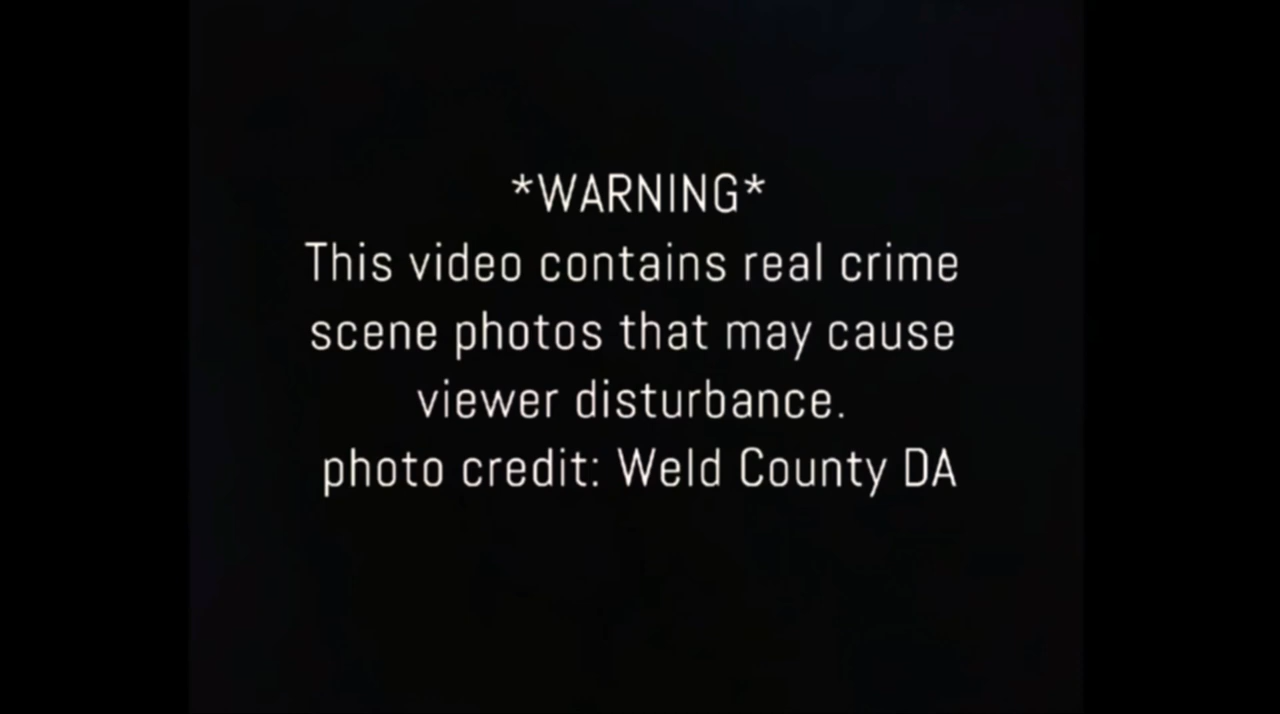 *WARNING*
This video contains real crime
scene photos that may cause
viewer disturbance.
photo credit: Weld County DA